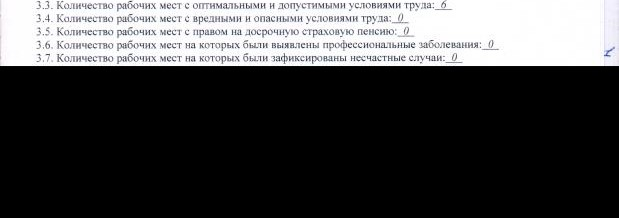 3.3. Количество рабочих мест с оптимальными и допустимыми условиями труда: 6
3.4. Количество рабочих мест с вредными и опасными условиями труда: 0
3.5. Количество рабочих мест с правом на досрочную страховую пенсию: 0
3.6. Количество рабочих мест на которых были выявлены профессиональные заболевания: 0
3.7. Количество рабочих мест на которых были зафиксированы несчастные случаи: 0